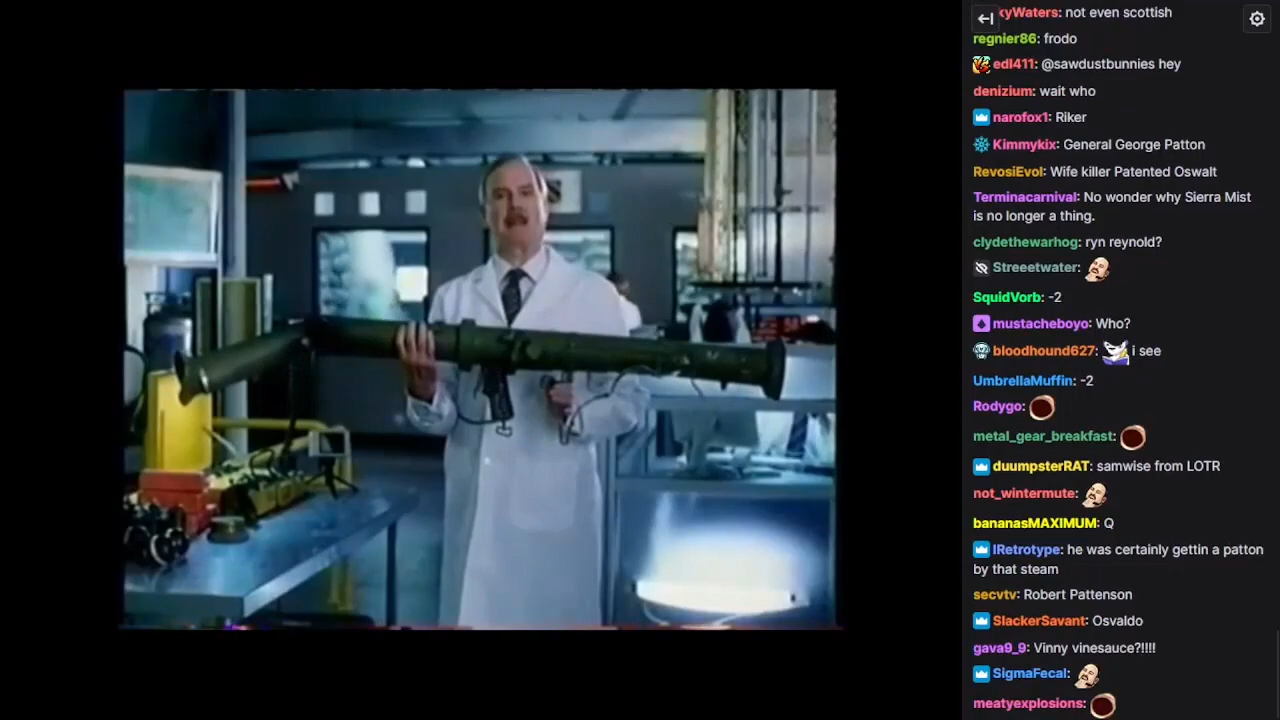 kyWaters: not even scottish
regnier86: frodo
edl411: @sawdustbunnies hey
denizium: wait who
narofox1: Riker
Kimmykix: General George Patton
RevosiEvol: Wife killer Patented Oswalt
Terminacarnival: No wonder why Sierra Mist
is no longer a thing.
clydethewarhog: ryn reynold?
Streeetwater:
SquidVorb: -2
mustacheboyo: Who?
bloodhound627: i see
UmbrellaMuffin: -2
Rodygo:
metal_gear_breakfast:
duumpsterRAT: samwise from LOTR
not_wintermute:
bananasMAXIMUM: Q
IRetrotype: he was certainly gettin a patton
by that steam
secvtv: Robert Pattenson
SlackerSavant: Osvaldo
gava9_9: Vinny vinesauce?!!!!
SigmaFecal:
meatyexplosions: